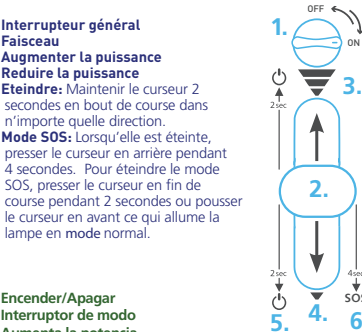 Interrupteur général
Faisceau
Augmenter la puissance
Reduire la puissance
Eteindre: Maintenir le curseur 2
secondes en bout de course dans
n'importe quelle direction.
Mode SOS: Lorsqu'elle est éteinte,
presser le curseur en arrière pendant
4 secondes. Pour éteindre le mode
SOS, presser le curseur en fin de
course pendant 2 secondes ou pousser
le curseur en avant ce qui allume la
lampe en mode normal.
Encender/Apagar
Interruptor de modo
Aumenta la potencia
OFF
1.
ON
3.
2sec
2.
2sec
4sec
SOS
4.
5.
6